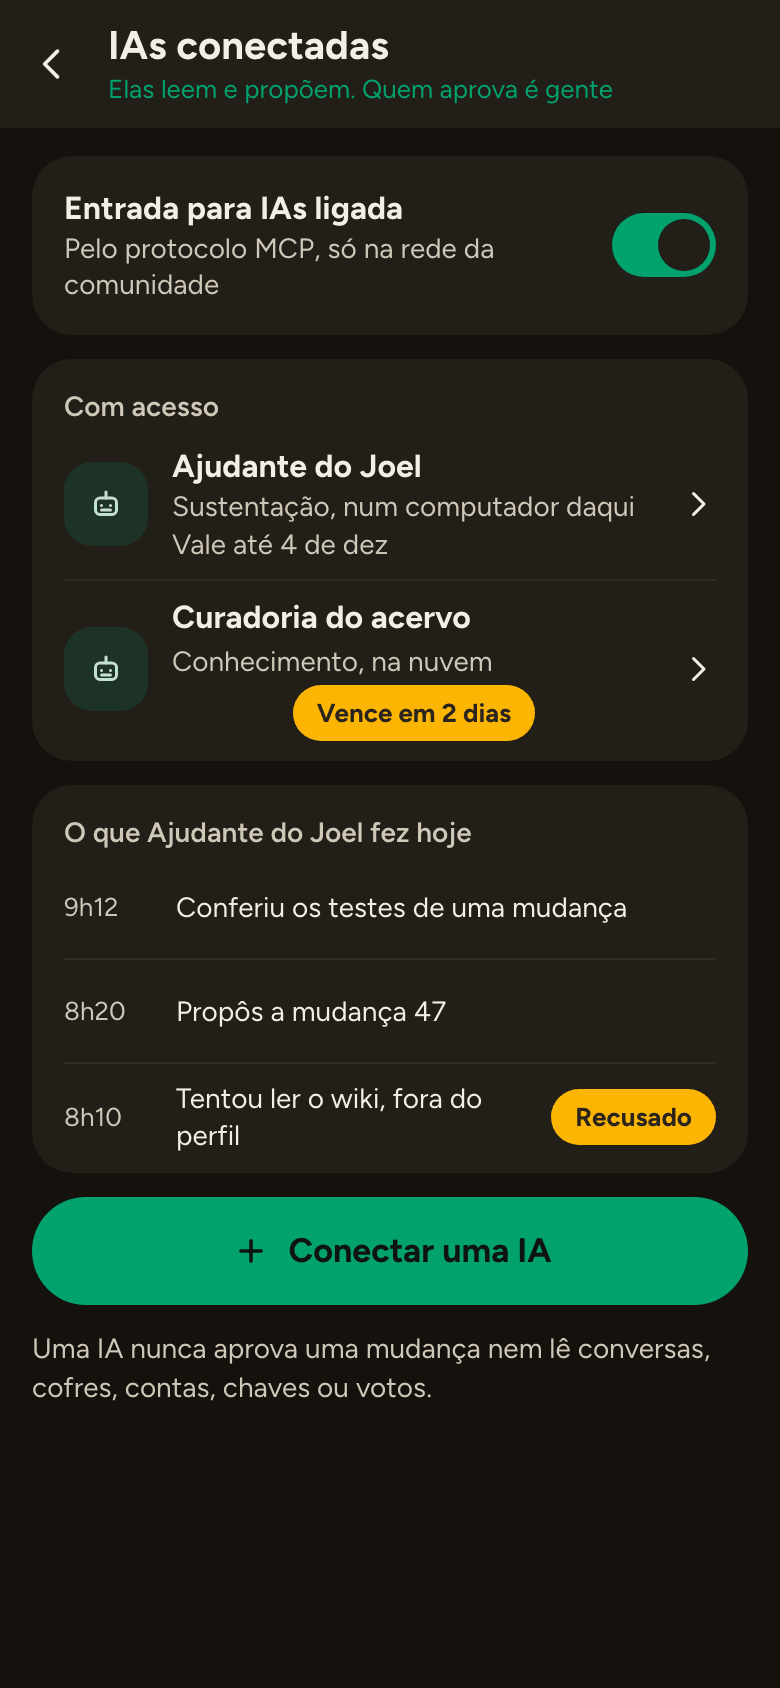 IAs conectadas
Elas leem e propõem. Quem aprova é gente
Entrada para IAs ligada
Pelo protocolo MCP, só na rede da
comunidade
Com acesso
Ajudante do Joel
Sustentação, num computador daqui
Vale até 4 de dez
Curadoria do acervo
Conhecimento, na nuvem
Vence em 2 dias
O que Ajudante do Joel fez hoje
9h12 Conferiu os testes de uma mudança
8h20 Propôs a mudança 47
8h10 Tentou ler o wiki, fora do
perfil
Recusado
+ Conectar uma IA
Uma IA nunca aprova uma mudança nem lê conversas,
cofres, contas, chaves ou votos.